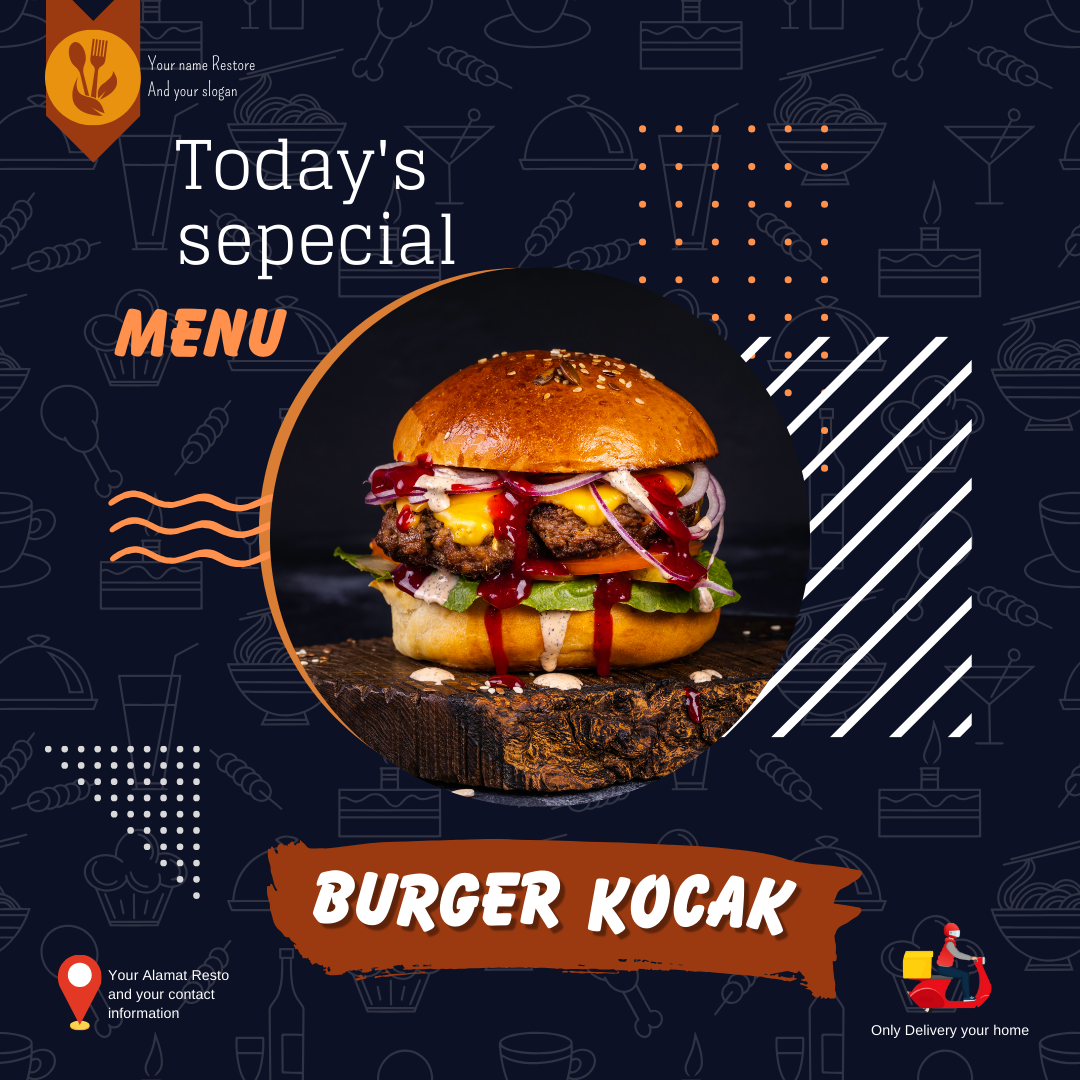 Your name Restore
And your slogan
Today's
sepecial
MENU
BURGER KOCAK
Your Alamat Resto
and your contact
information
Only Delivery your home